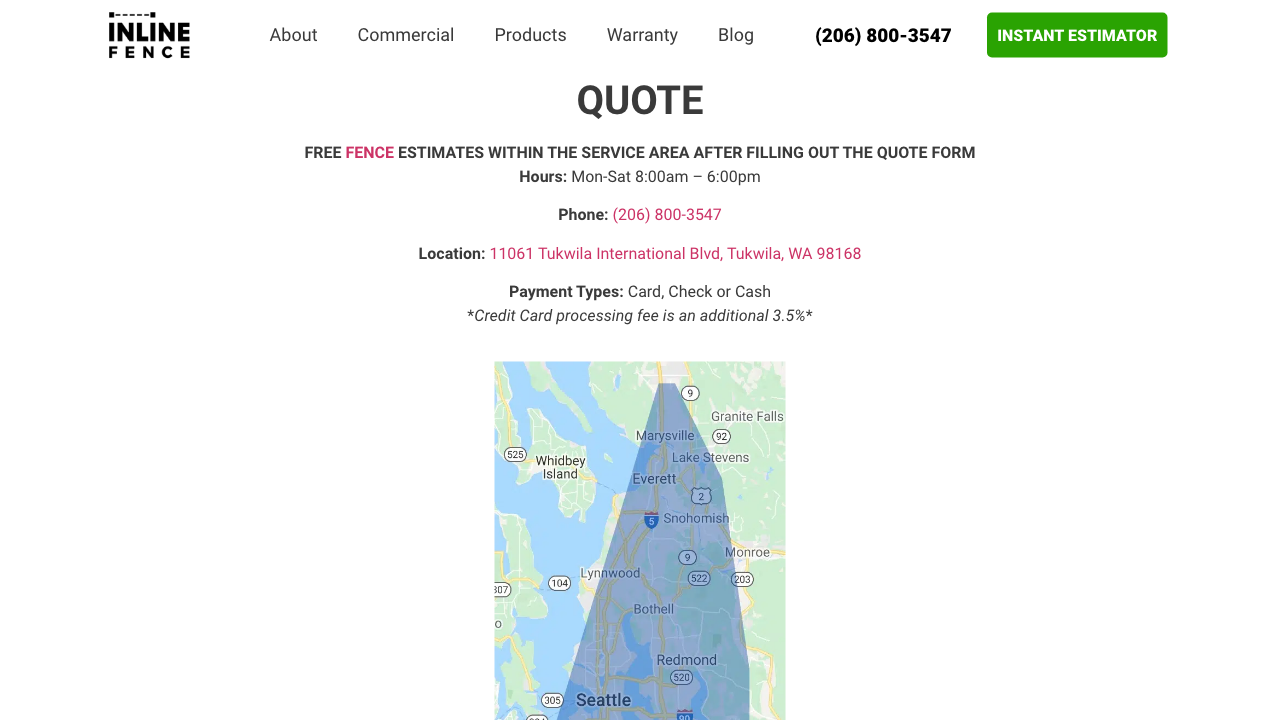 INLINE
FENCE
About
Commercial
Products
Warranty
Blog
(206) 800-3547
INSTANT ESTIMATOR
QUOTE
FREE FENCE ESTIMATES WITHIN THE SERVICE AREA AFTER FILLING OUT THE QUOTE FORM
Hours: Mon-Sat 8:00am – 6:00pm
Phone: (206) 800-3547
Location: 11061 Tukwila International Blvd, Tukwila, WA 98168
Payment Types: Card, Check or Cash
*Credit Card processing fee is an additional 3.5%*
9
Granite Falls
Marysville
92
525
Lake Stevens
Whidbey
Island
Everett
2
5
Snohomish
Monroe
9
Lynnwood
522
203
104
307
Bothell
o
Redmond
520
305
Seattle
90